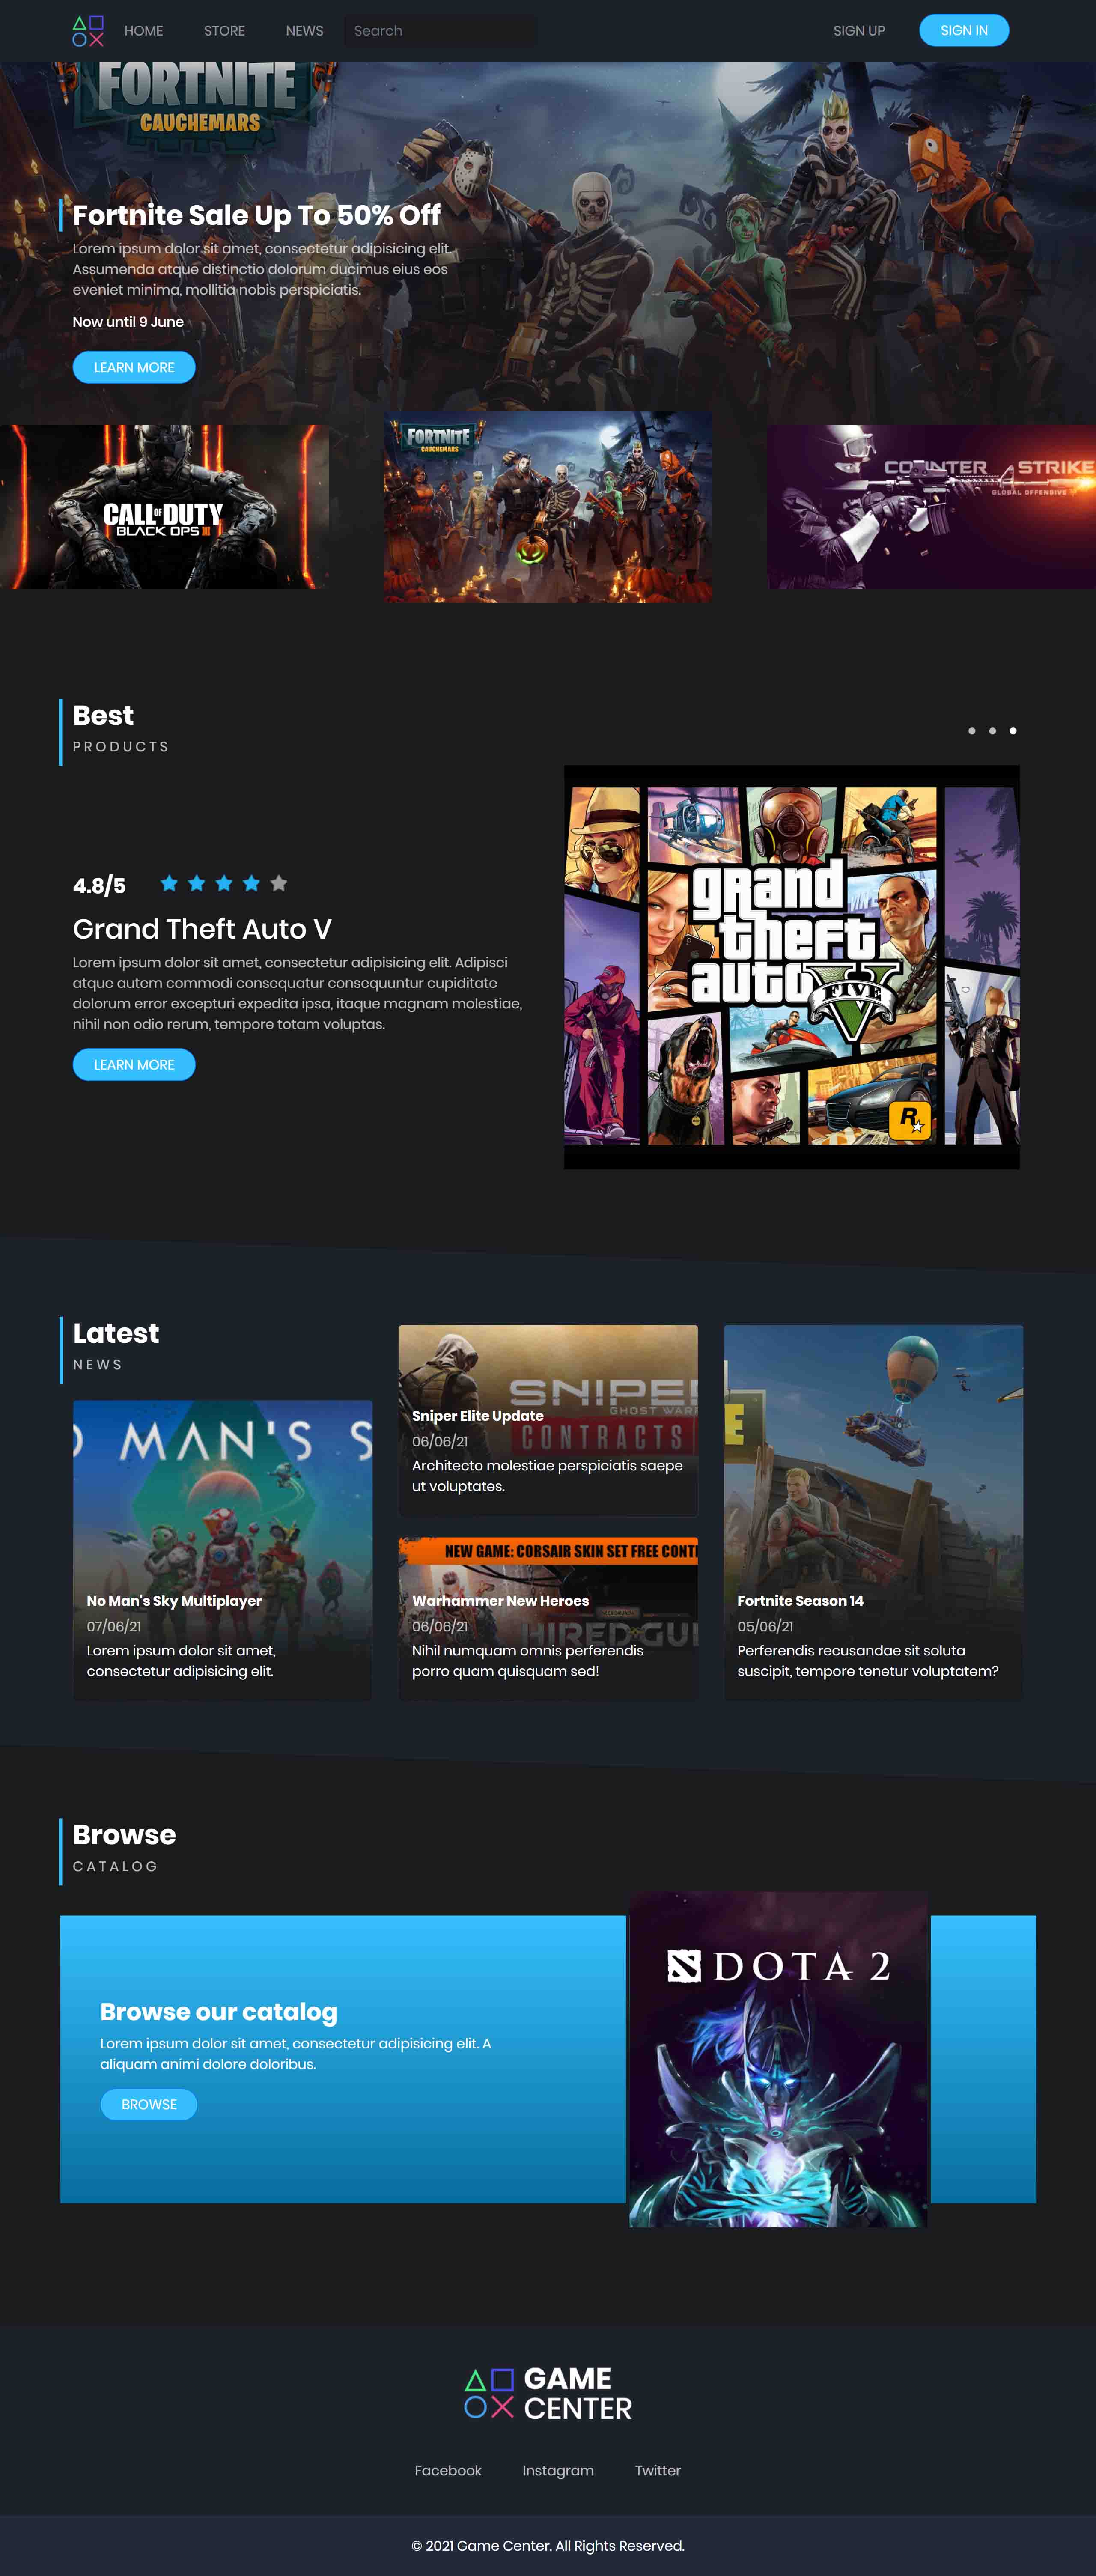 HOME
STORE
NEWS
Search
SIGN UP
SIGN IN
FORTNITE
CAUCHEMARS
Fortnite Sale Up To 50% Off
Lorem ipsum dolor sit amet, consectetur adipisicing elit.
Assumenda atque distinctio dolorum ducimus eius eos
eveniet minima, mollitia nobis perspiciatis.
Now until 9 June
LEARN MORE
CALL OF DUTY
BLACK OPS III
FORTNITE
CAUCHEMARS
COUNTER STRIKE
GLOBAL OFFENSIVE
Best
PRODUCTS
4.8/5
Grand Theft Auto V
Lorem ipsum dolor sit amet, consectetur adipisicing elit. Adipisci
atque autem commodi consequatur consequuntur cupiditate
dolorum error excepturi expedita ipsa, itaque magnam molestiae,
nihil non odio rerum, tempore totam voluptas.
LEARN MORE
grand
theft
auto V
FIVE
R
Latest
NEWS
MAN'S S
No Man's Sky Multiplayer
07/06/21
Lorem ipsum dolor sit amet,
consectetur adipisicing elit.
SNIPE
GHOST WAR
CONTRACTS
Sniper Elite Update
06/06/21
Architecto molestiae perspiciatis saepe
ut voluptates.
NEW GAME: CORSAIR SKIN SET FREE CONT
HIRED GU
Warhammer New Heroes
06/06/21
Nihil numquam omnis perferendis
porro quam quisquam sed!
E
Fortnite Season 14
05/06/21
Perferendis recusandae sit soluta
suscipit, tempore tenetur voluptatem?
Browse
CATALOG
Browse our catalog
Lorem ipsum dolor sit amet, consectetur adipisicing elit. A
aliquam animi dolore doloribus.
BROWSE
DOTA 2
GAME
CENTER
Facebook
Instagram
Twitter
© 2021 Game Center. All Rights Reserved.